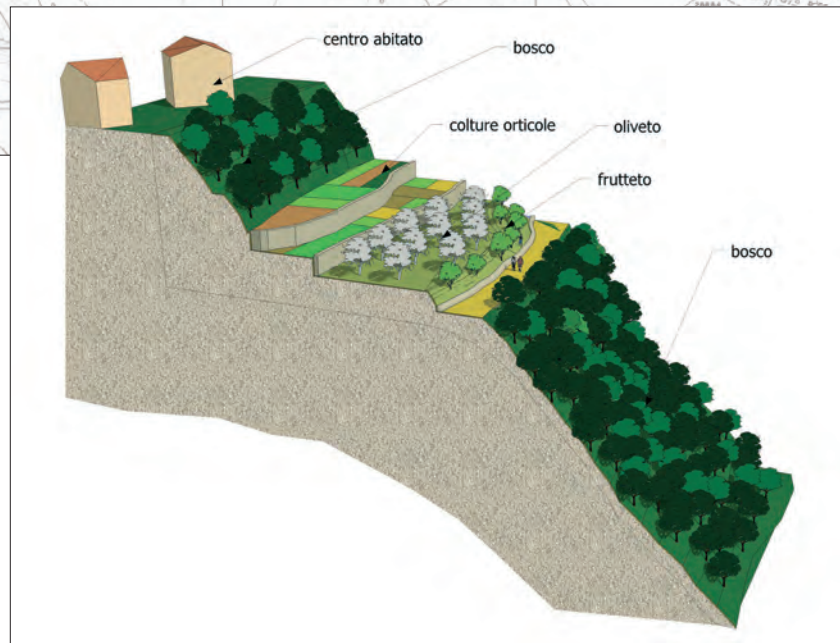 centro abitato
bosco
colture orticole
oliveto
frutteto
bosco